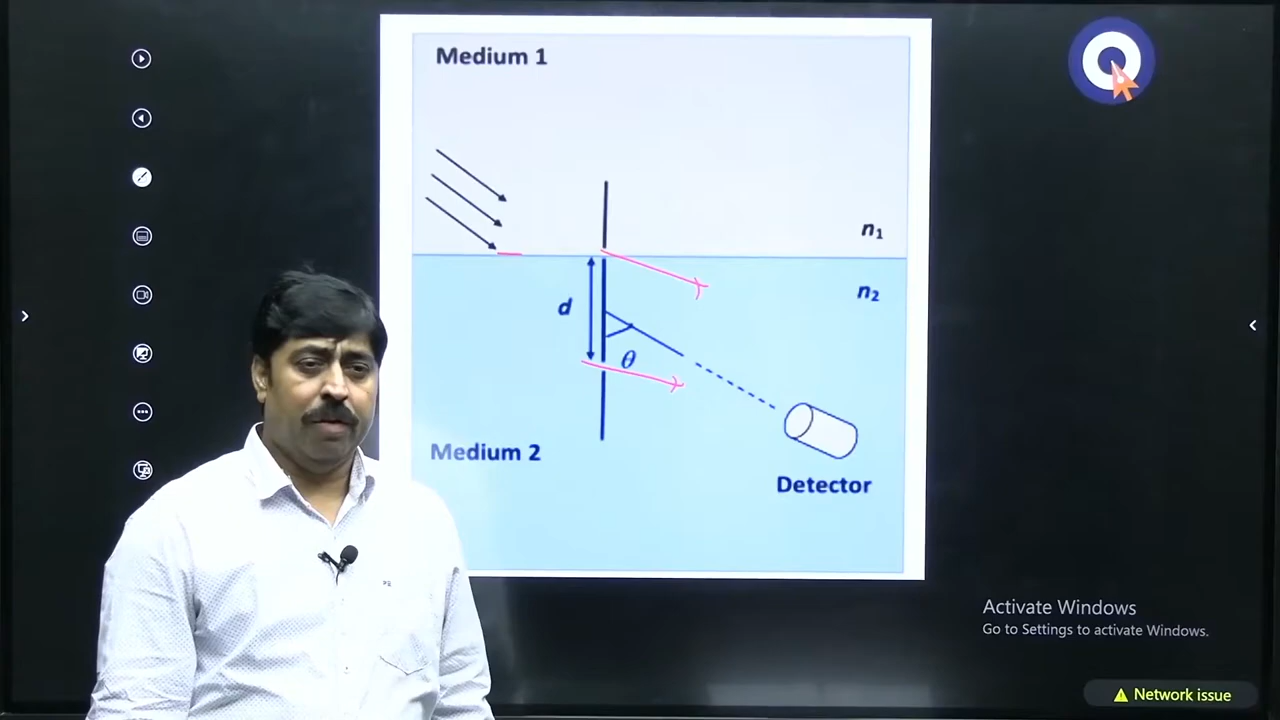 Medium 1
n1
n2
d
θ
Medium 2
Detector
Activate Windows
Go to Settings to activate Windows.
Network issue